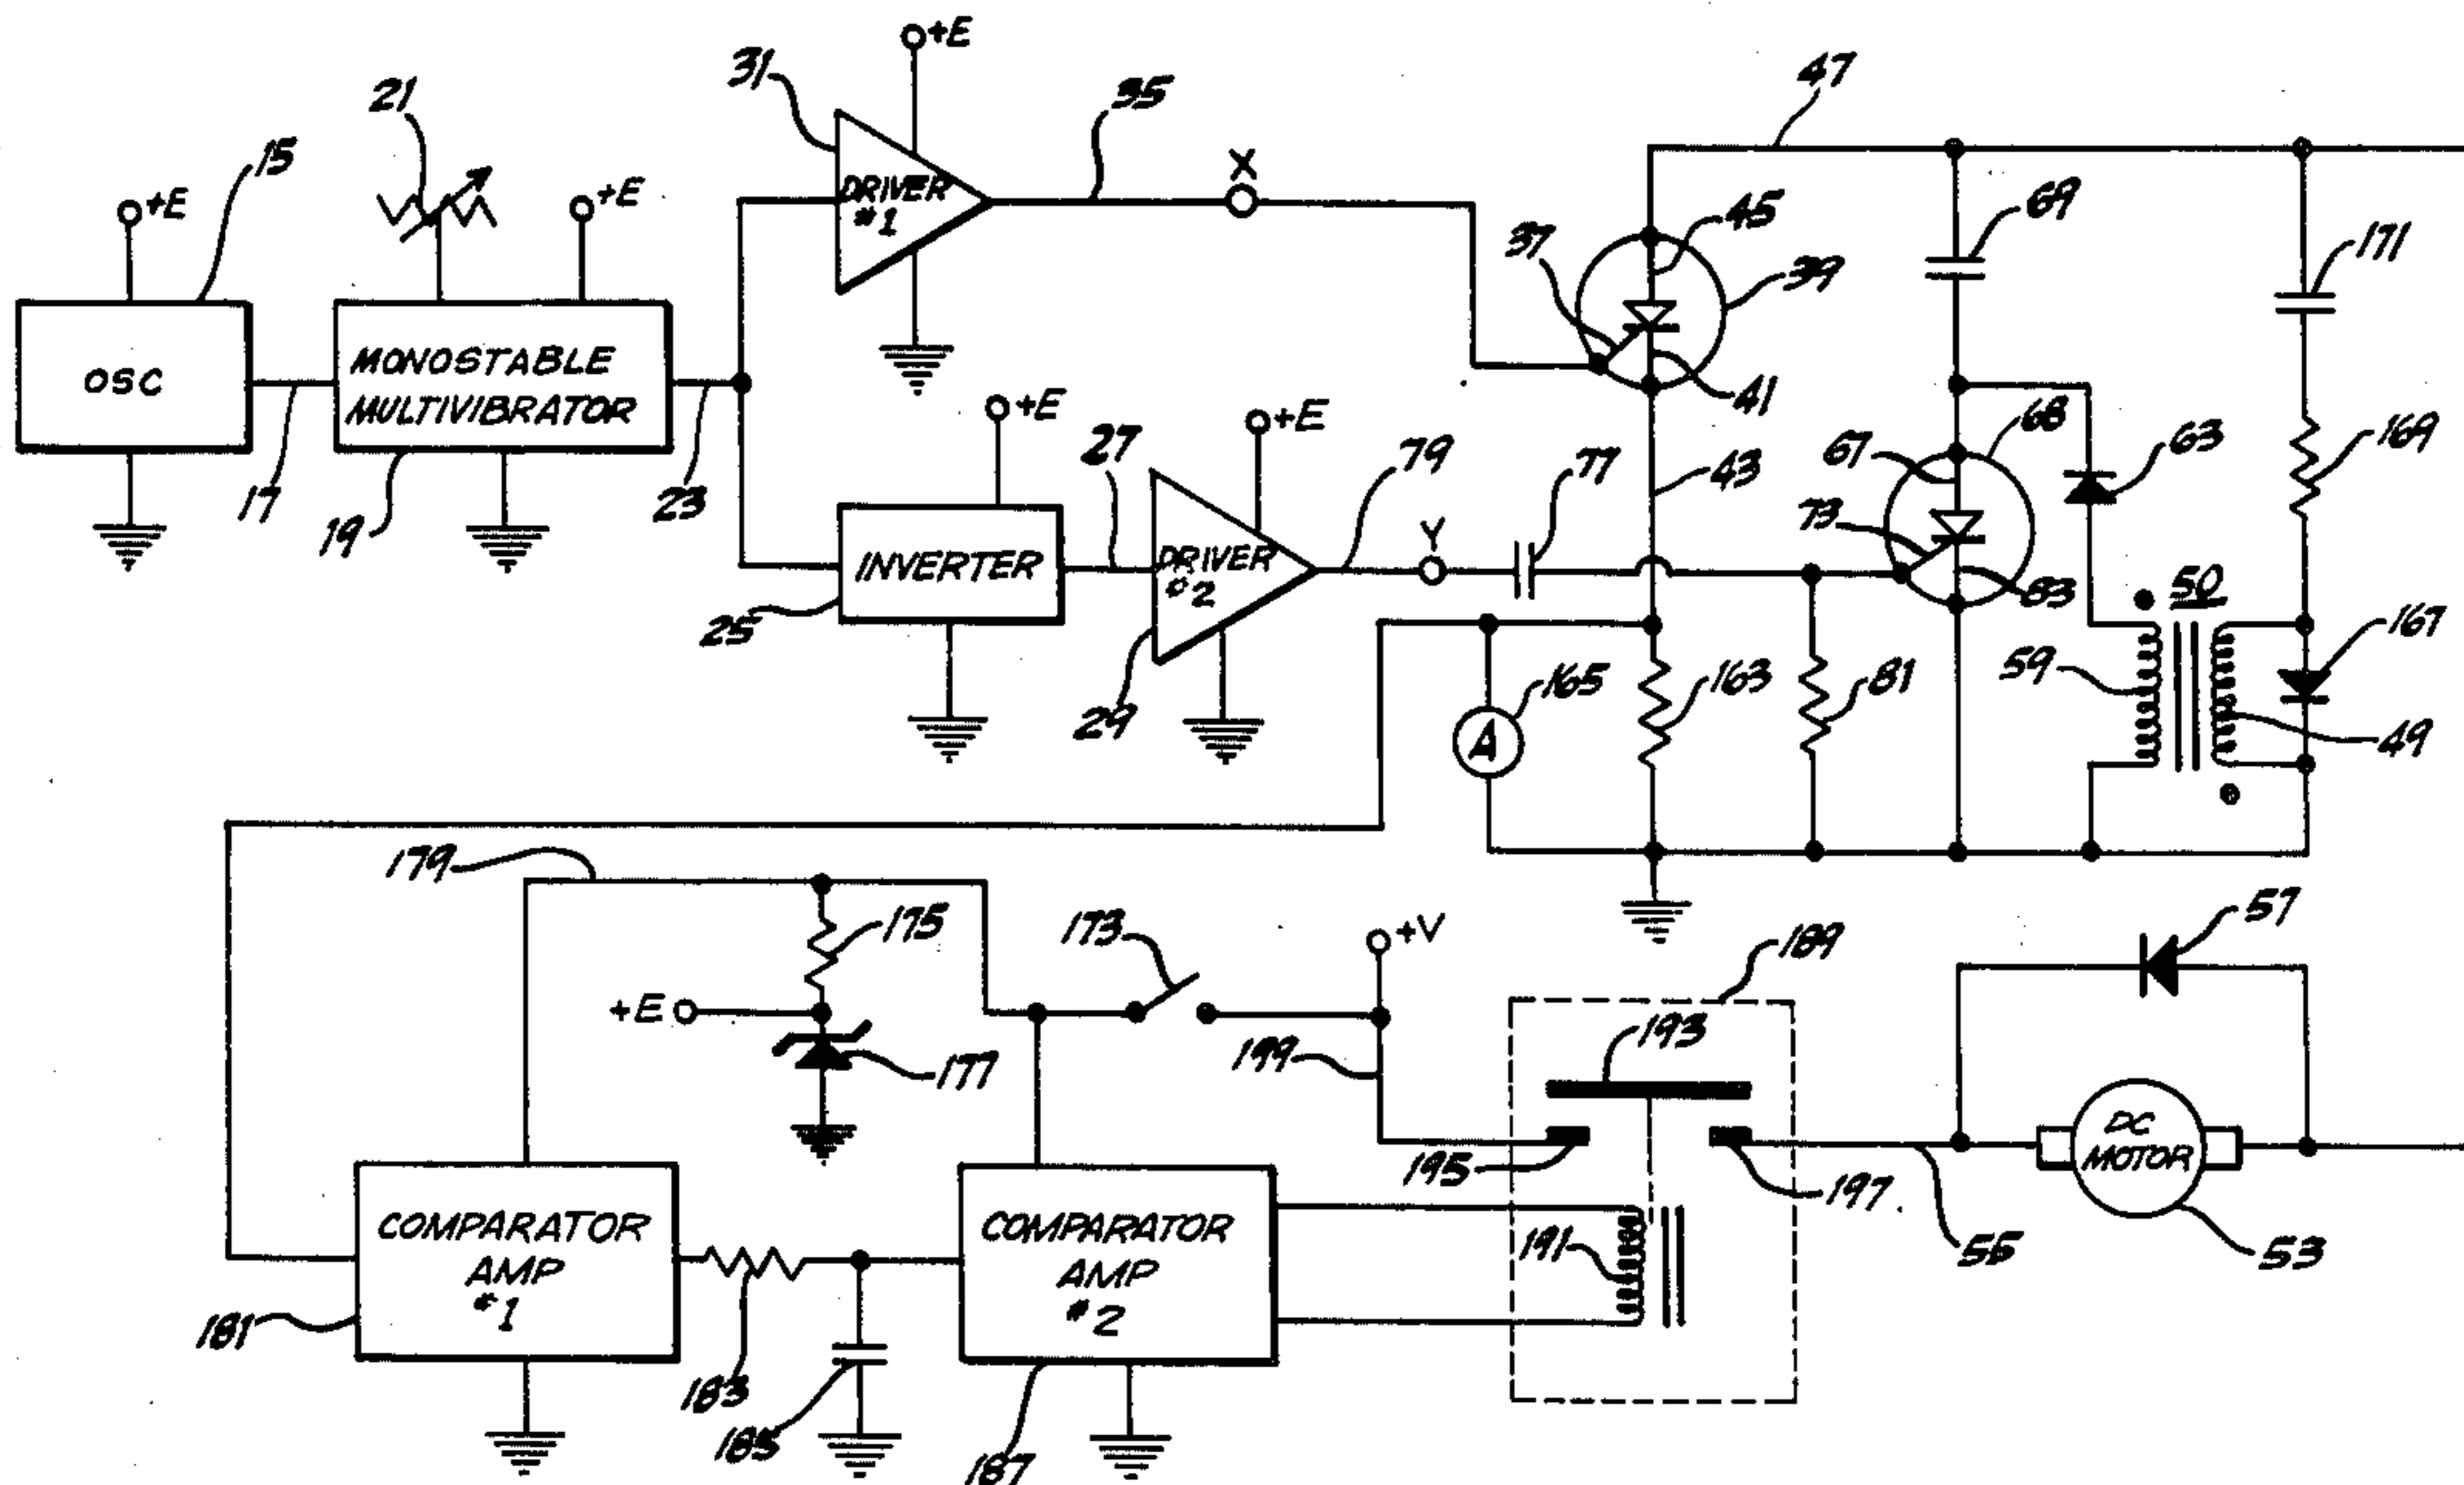 +E
31
35
47
21
15
+E
+E
X
DRIVER
#1
45
69
37
39
171
OSC
MONOSTABLE
MULTIVIBRATOR
41
+E
+E
68
27
79
77
67
63
169
17
19
23
43
73
Y
INVERTER
DRIVER
#2
83
50
25
167
59
165
163
81
29
A
49
179
57
175
173
+V
189
+E
193
177
199
DC
MOTOR
195
197
COMPARATOR
AMP
#1
COMPARATOR
AMP
#2
191
55
53
181
183
185
187